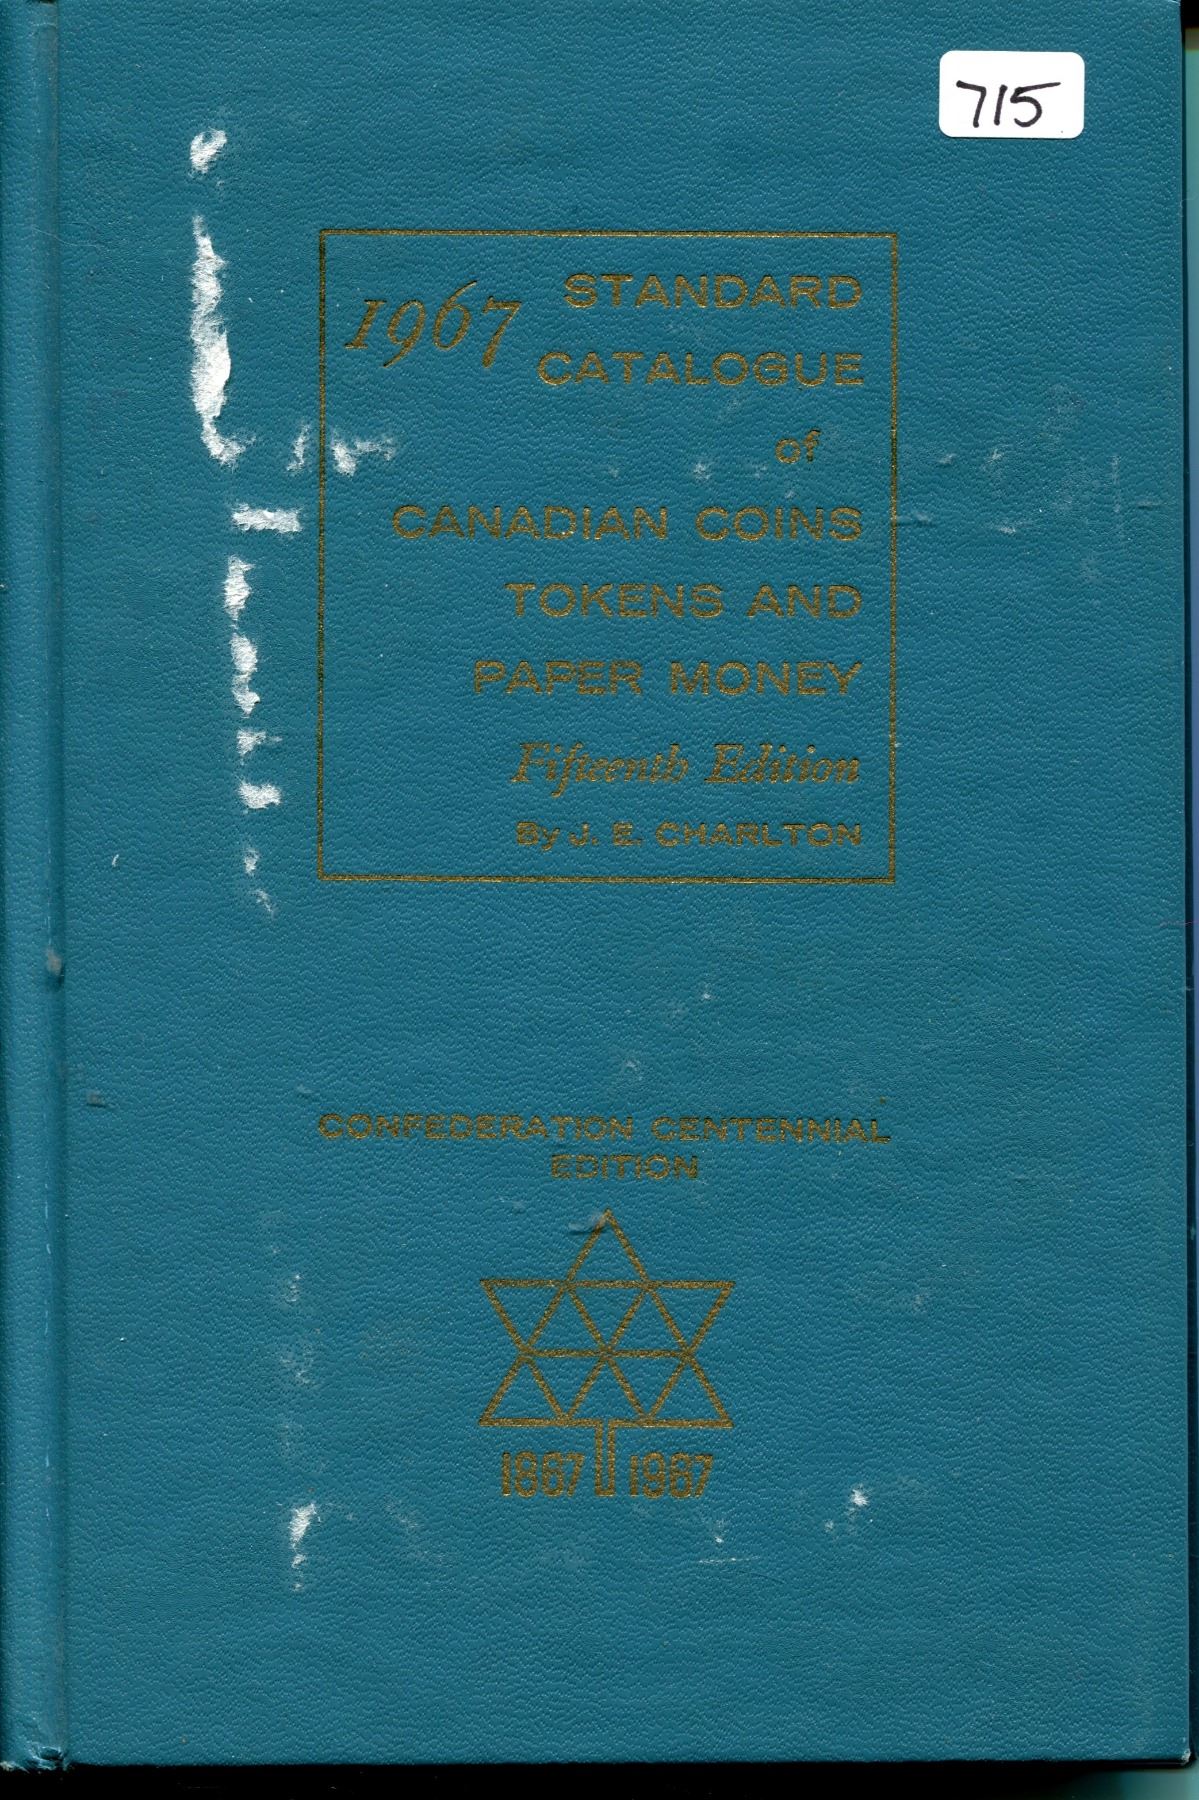 715
1967 STANDARD
CATALOGUE
of
CANADIAN COINS
TOKENS AND
PAPER MONEY
Fifteenth Edition
By J. E. CHARLTON
CONFEDERATION CENTENNIAL
EDITION
1867 1967